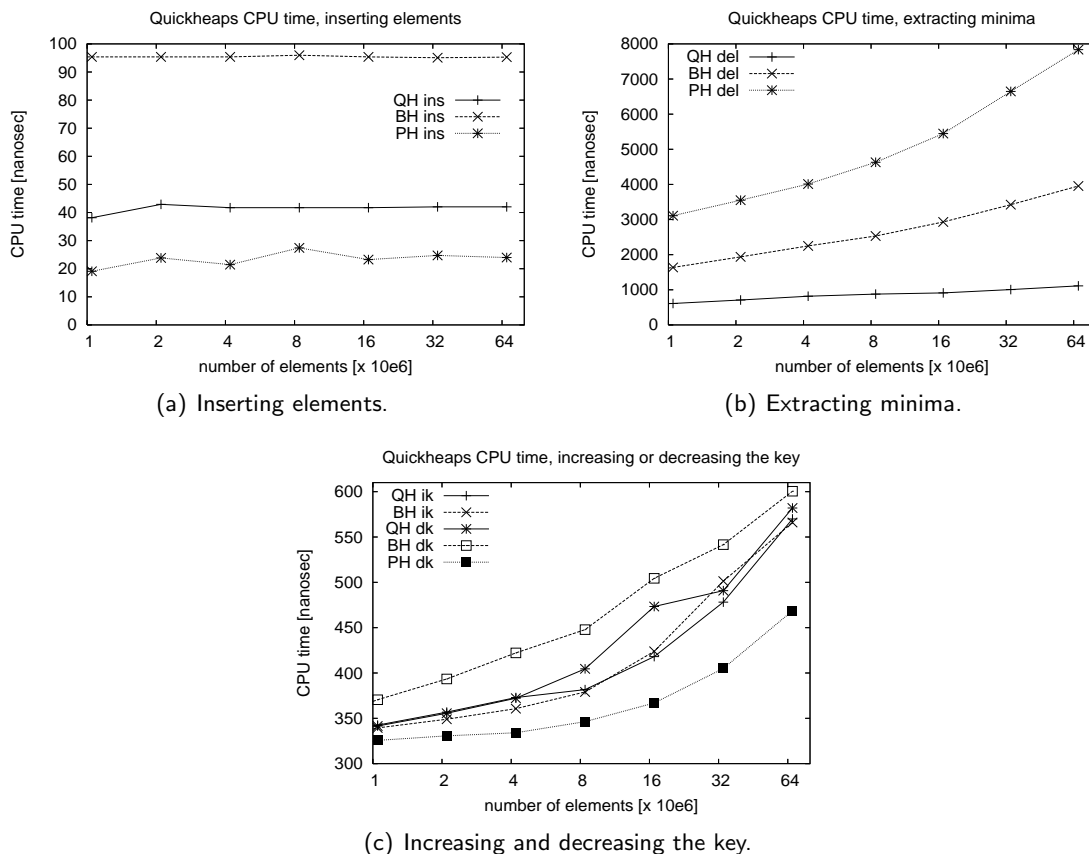 Quickheaps CPU time, inserting elements
CPU time [nanosec]
100
90
80
70
60
50
40
30
20
10
0
QH ins
BH ins
PH ins
1 2 4 8 16 32 64
number of elements [x 10e6]
(a) Inserting elements.
Quickheaps CPU time, extracting minima
CPU time [nanosec]
8000
7000
6000
5000
4000
3000
2000
1000
0
QH del
BH del
PH del
1 2 4 8 16 32 64
number of elements [x 10e6]
(b) Extracting minima.
Quickheaps CPU time, increasing or decreasing the key
CPU time [nanosec]
600
550
500
450
400
350
300
QH ik
BH ik
QH dk
BH dk
PH dk
1 2 4 8 16 32 64
number of elements [x 10e6]
(c) Increasing and decreasing the key.